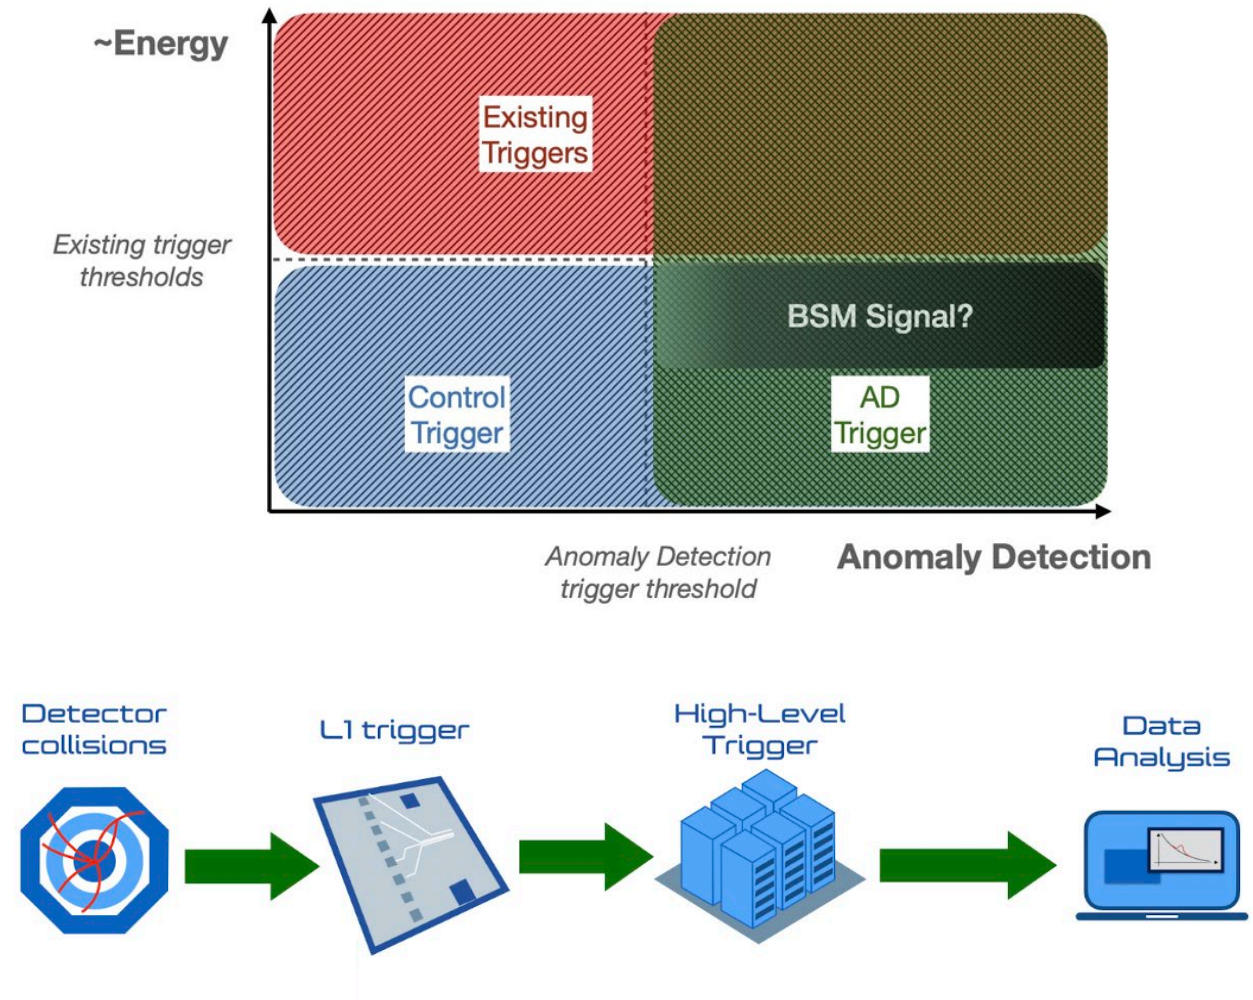 ~Energy
Existing
Triggers
Existing trigger
thresholds
BSM Signal?
Control
Trigger
AD
Trigger
Anomaly Detection
trigger threshold
Anomaly Detection
Detector
collisions
L1 trigger
High-Level
Trigger
Data
Analysis